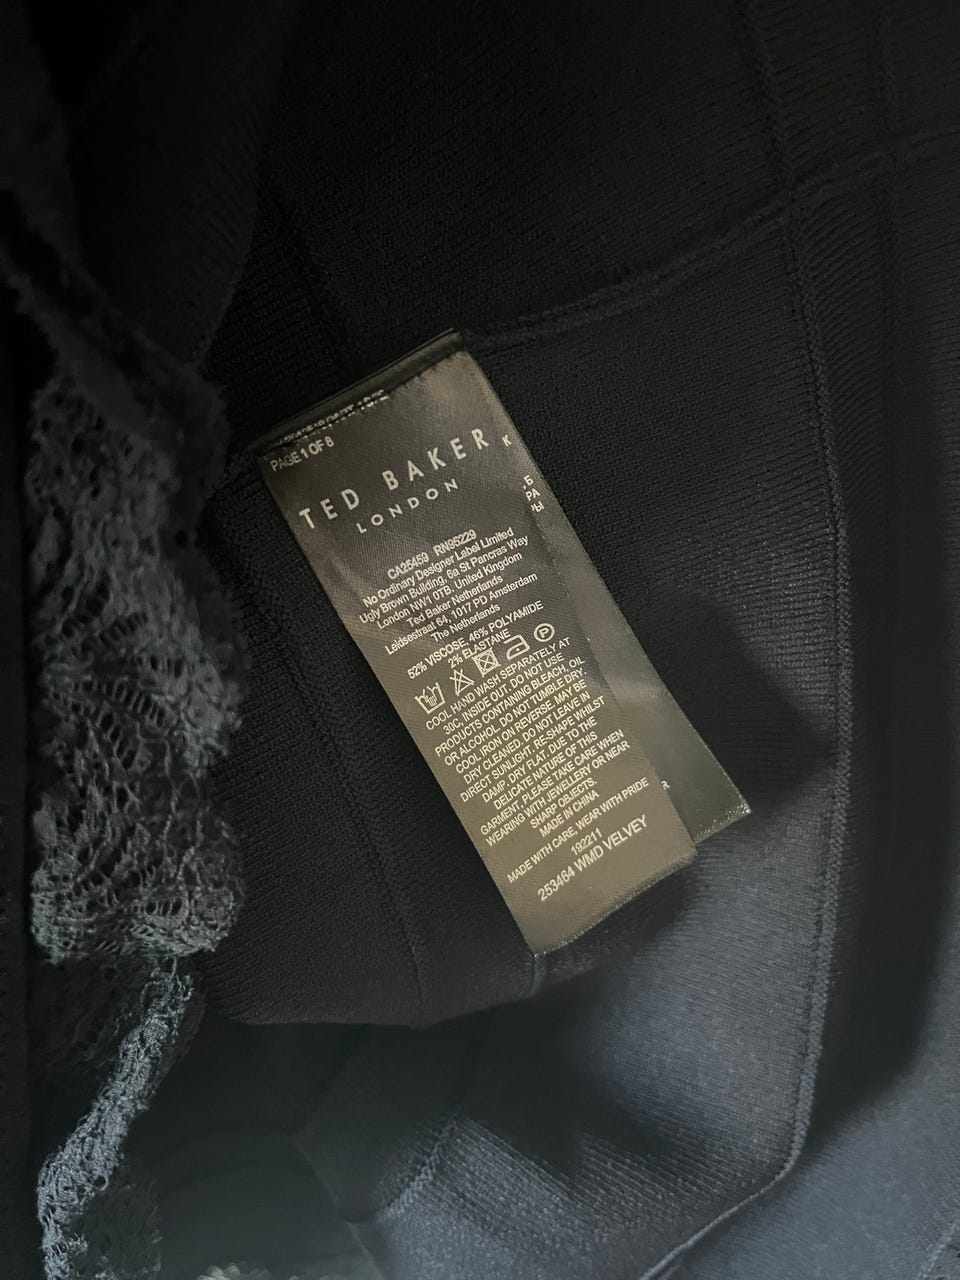 PAGE 1 OF 8
TED BAKER
LONDON
CA25459 RN95229
No Ordinary Designer Label Limited
Ugly Brown Building, 6a St Pancras Way
London NW1 0TB, United Kingdom
Ted Baker Netherlands
Leidsestraat 64, 1017 PD Amsterdam
The Netherlands
52% VISCOSE, 46% POLYAMIDE
2% ELASTANE
P
COOL HAND WASH SEPARATELY AT
30C, INSIDE OUT, DO NOT USE
PRODUCTS CONTAINING BLEACH, OIL
OR ALCOHOL. DO NOT TUMBLE DRY.
COOL IRON ON REVERSE. MAY BE
DRY CLEANED. DO NOT LEAVE IN
DIRECT SUNLIGHT. RE-SHAPE WHILST
DAMP. DRY FLAT. DUE TO THE
DELICATE NATURE OF THIS
GARMENT, PLEASE TAKE CARE WHEN
WEARING WITH JEWELLERY OR NEAR
SHARP OBJECTS.
MADE IN CHINA
MADE WITH CARE, WEAR WITH PRIDE
192211
253464 WMD VELVEY
K
Б
РА
Ы
R